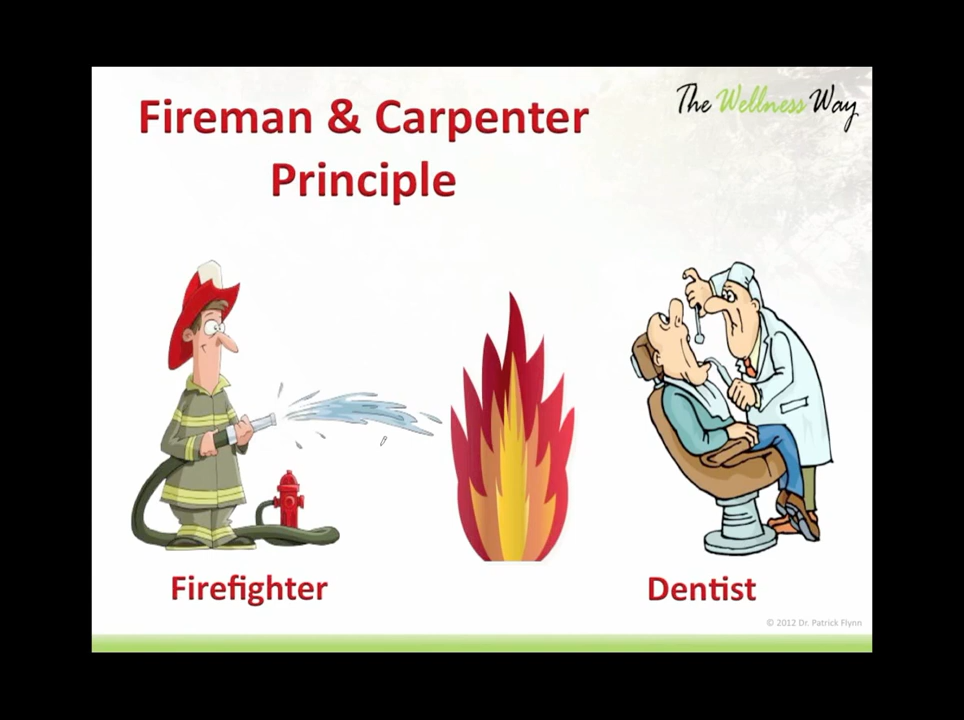 The Wellness Way
Fireman & Carpenter
Principle
Firefighter
Dentist
© 2012 Dr. Patrick Flynn